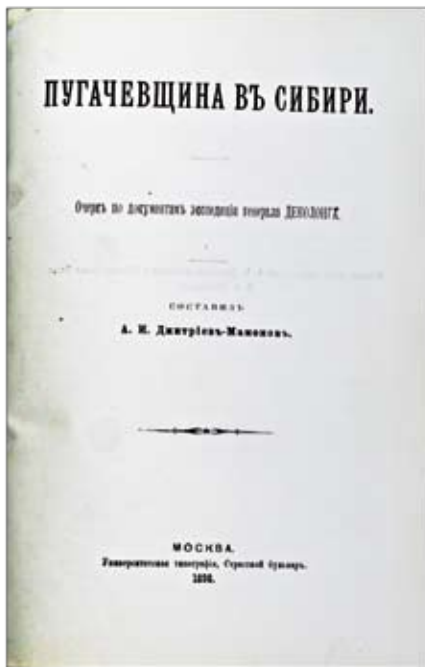 ПУГАЧЕВЩИНА ВЪ СИБИРИ.
Очеркъ по документамъ экспедиціи генерала ДЕКОЛОНГА.
СОСТАВИЛЪ
А. И. Дмитріевъ-Мамоновъ.
МОСКВА.
Университетская типографія, Страстной бульваръ.
1898.